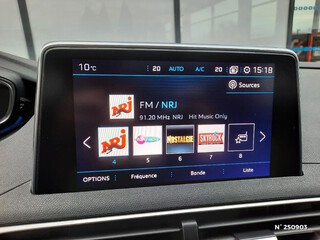 10°C 20 AUTO A/C 20 15:18
Sources
NRJ
FM / NRJ
91.20 MHz NRJ Hit Music Only
NRJ NOSTALGIE SKYROCK
4 5 6 7 8
OPTIONS Fréquence Bande Liste
N° 250903